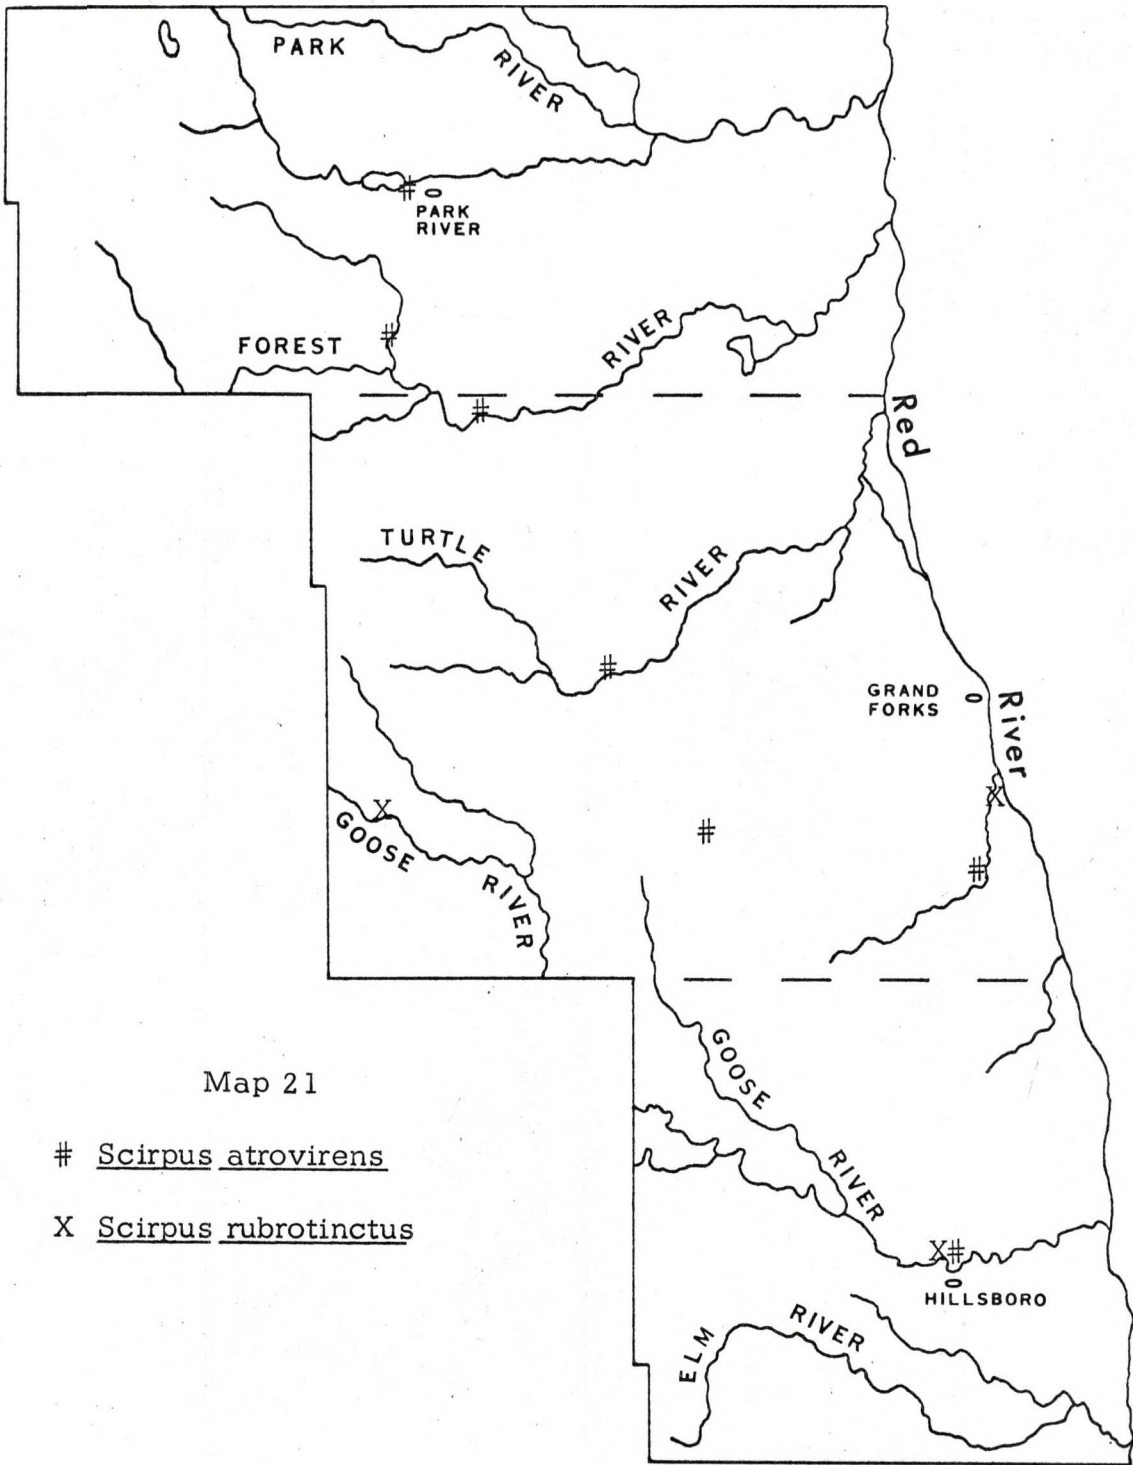 PARK
RIVER
PARK
RIVER
FOREST
RIVER
Red
TURTLE
RIVER
GRAND
FORKS
River
GOOSE
RIVER
GOOSE
RIVER
Map 21
# Scirpus atrovirens
X Scirpus rubrotinctus
HILLSBORO
ELM
RIVER